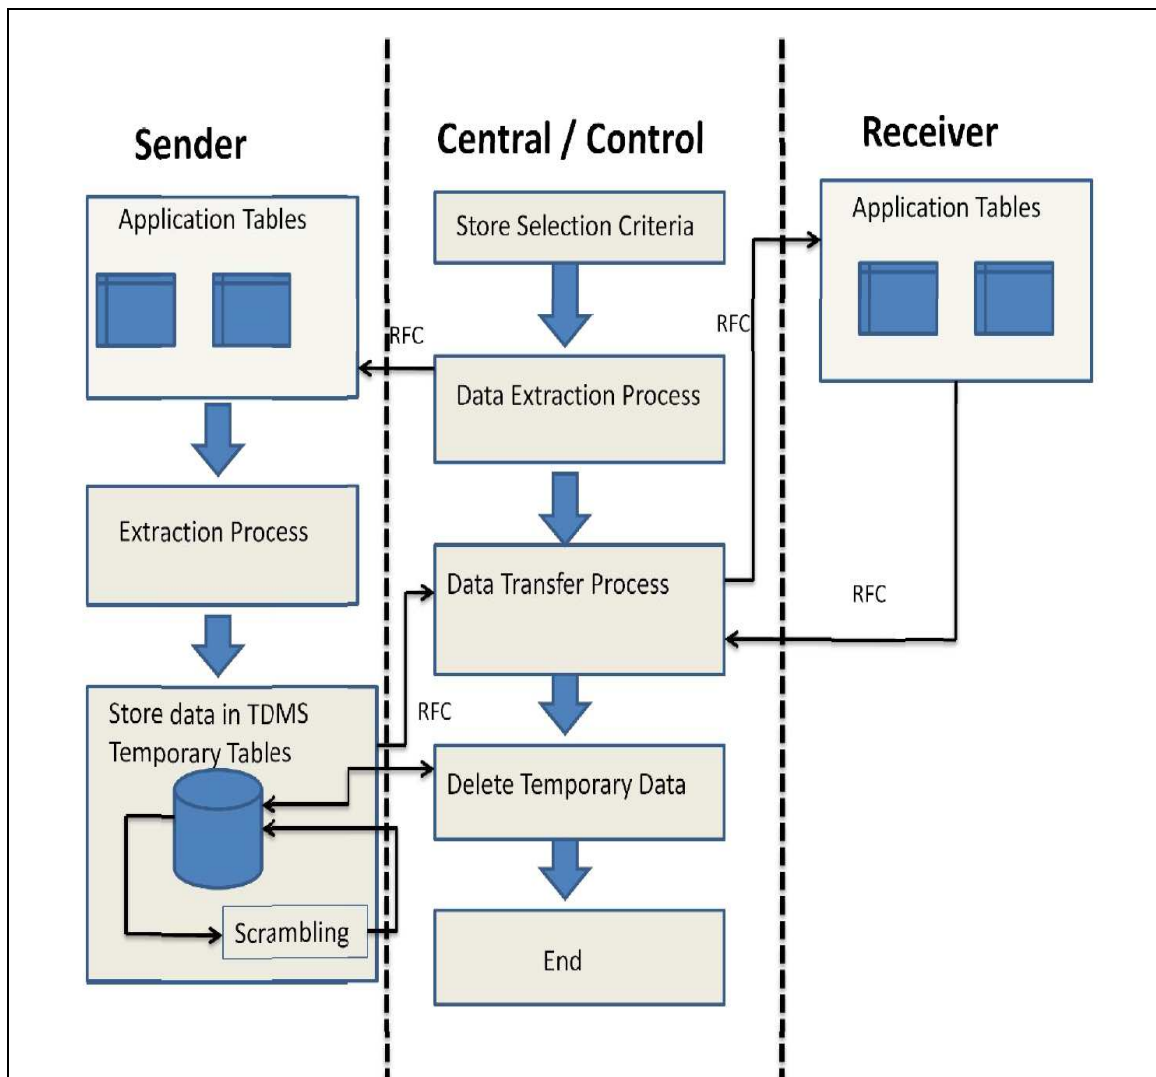 Sender
Central / Control
Receiver
Application Tables
Store Selection Criteria
Application Tables
RFC
RFC
Data Extraction Process
Extraction Process
Data Transfer Process
RFC
Store data in TDMS
Temporary Tables
RFC
Delete Temporary Data
Scrambling
End